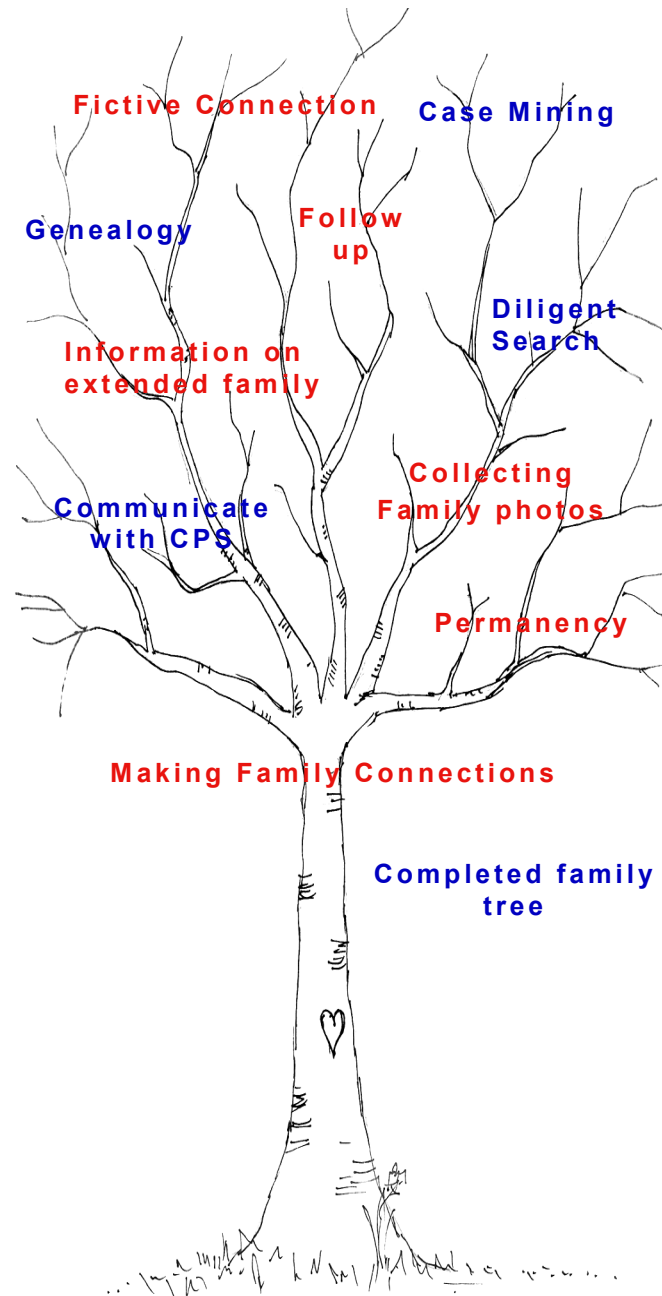 Fictive Connection
Case Mining
Genealogy
Follow
up
Diligent
Search
Information on
extended family
Collecting
Family photos
Communicate
with CPS
Permanency
Making Family Connections
Completed family
tree